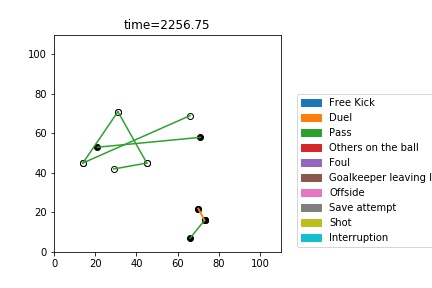 time=2256.75
100
80
60
40
20
0
0 20 40 60 80 100
Free Kick
Duel
Pass
Others on the ball
Foul
Goalkeeper leaving l
Offside
Save attempt
Shot
Interruption